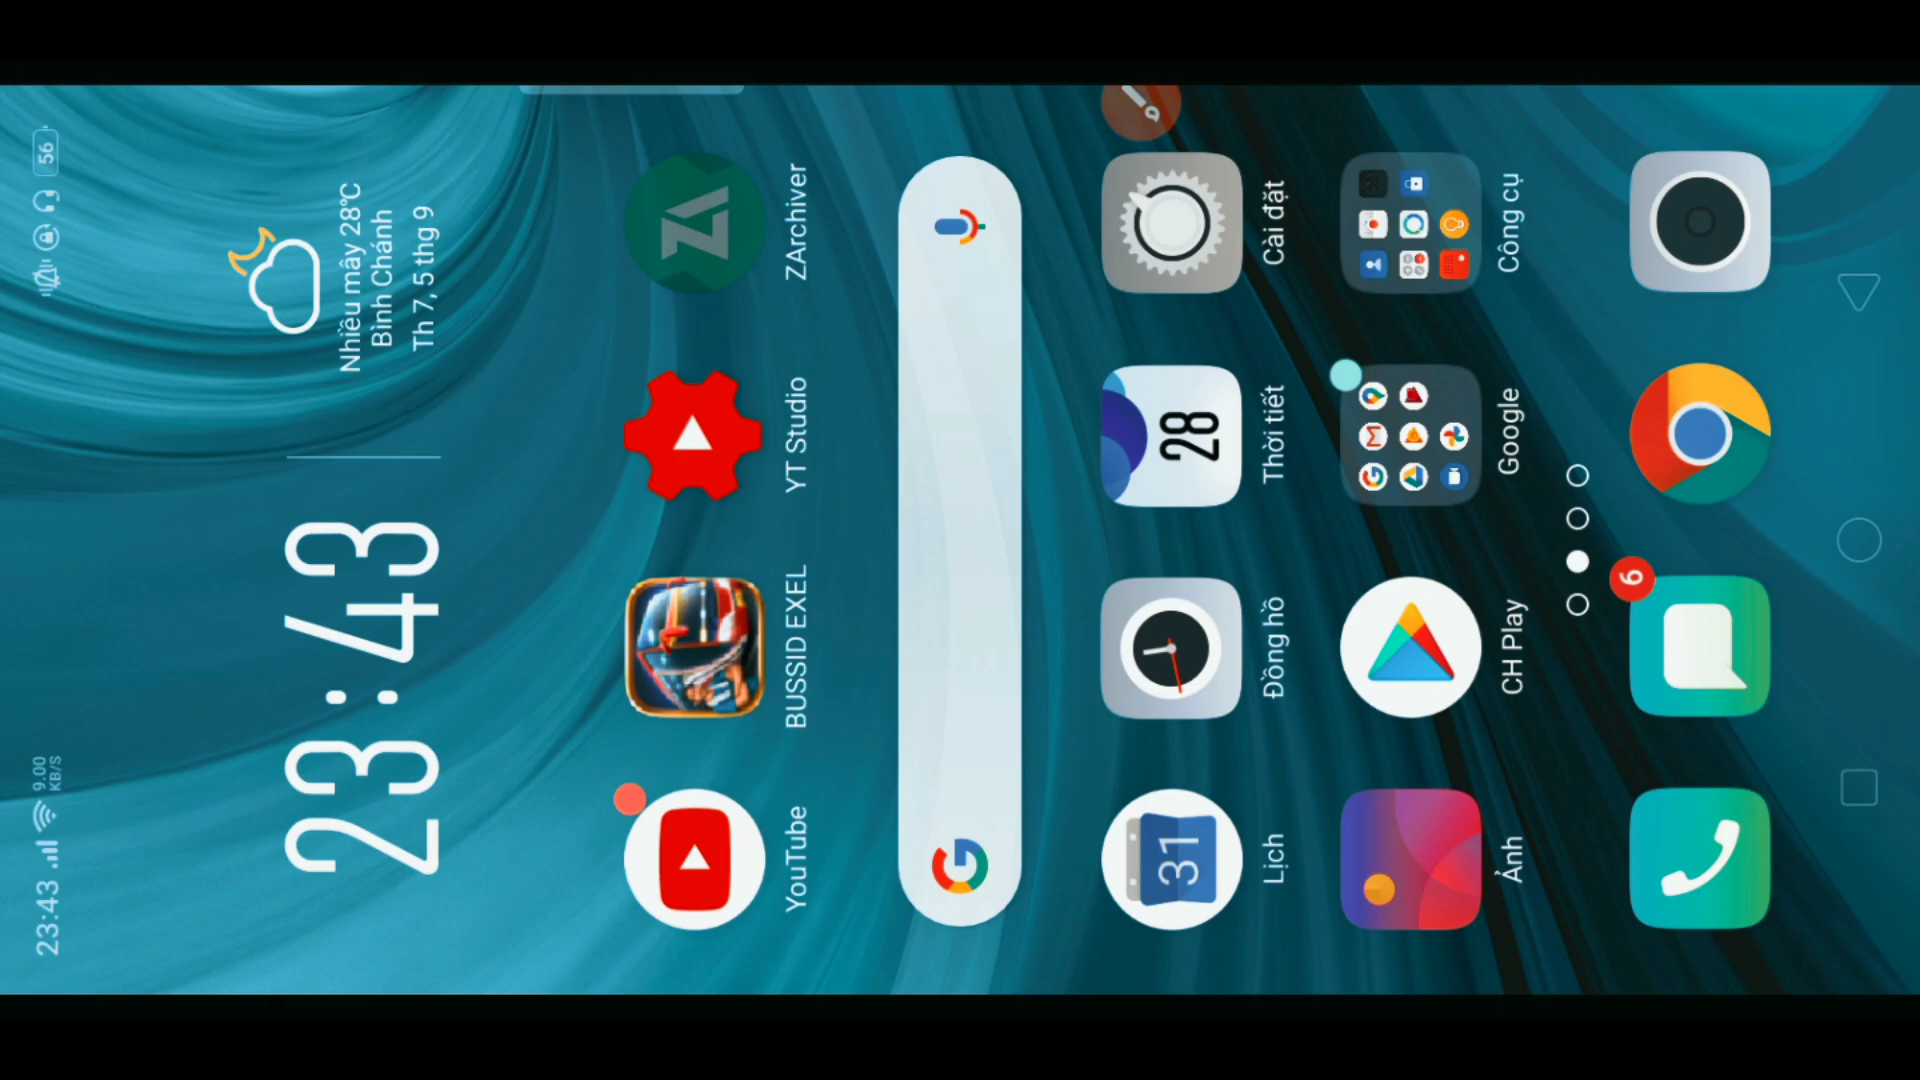 23:43
9.00
KB/S
56
23:43
Nhiều mây 28°C
Bình Chánh
Th 7, 5 thg 9
YouTube
BUSSID EXEL
YT Studio
ZA
ZArchiver
31
Lịch
Đồng hồ
28
Thời tiết
Cài đặt
Ảnh
CH Play
Google
Công cụ
6